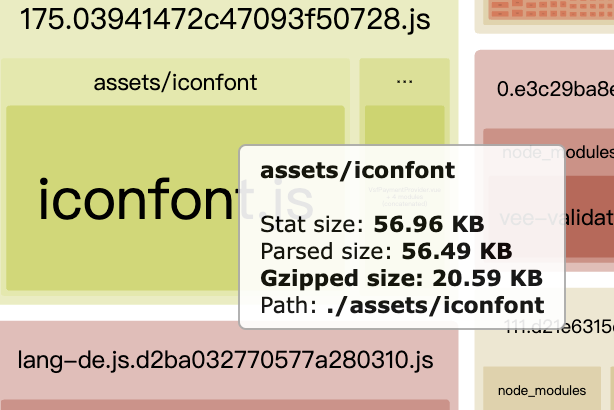 175.03941472c47093f50728.js
assets/iconfont
...
iconfont.js
0.e3c29ba8e
node_modules
vee-validat
assets/iconfont
Stat size: 56.96 KB
Parsed size: 56.49 KB
Gzipped size: 20.59 KB
Path: ./assets/iconfont
111.d21e6315
lang-de.js.d2ba032770577a280310.js
node_modules